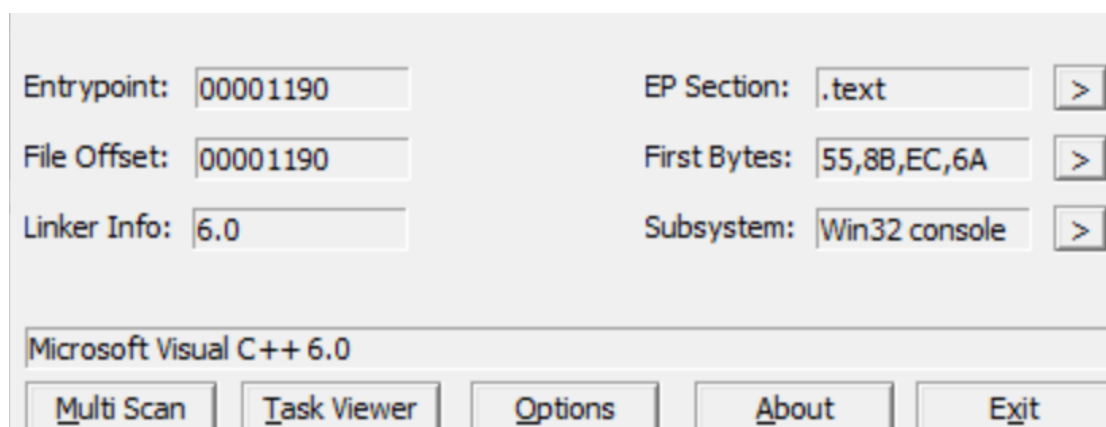 Entrypoint: 00001190 EP Section: .text >
File Offset: 00001190 First Bytes: 55,8B,EC,6A >
Linker Info: 6.0 Subsystem: Win32 console >
Microsoft Visual C++ 6.0
Multi Scan Task Viewer Options About Exit